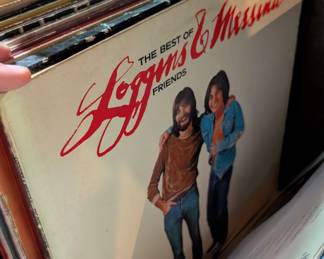 THE BEST OF
FRIENDS
Loggins & Messina